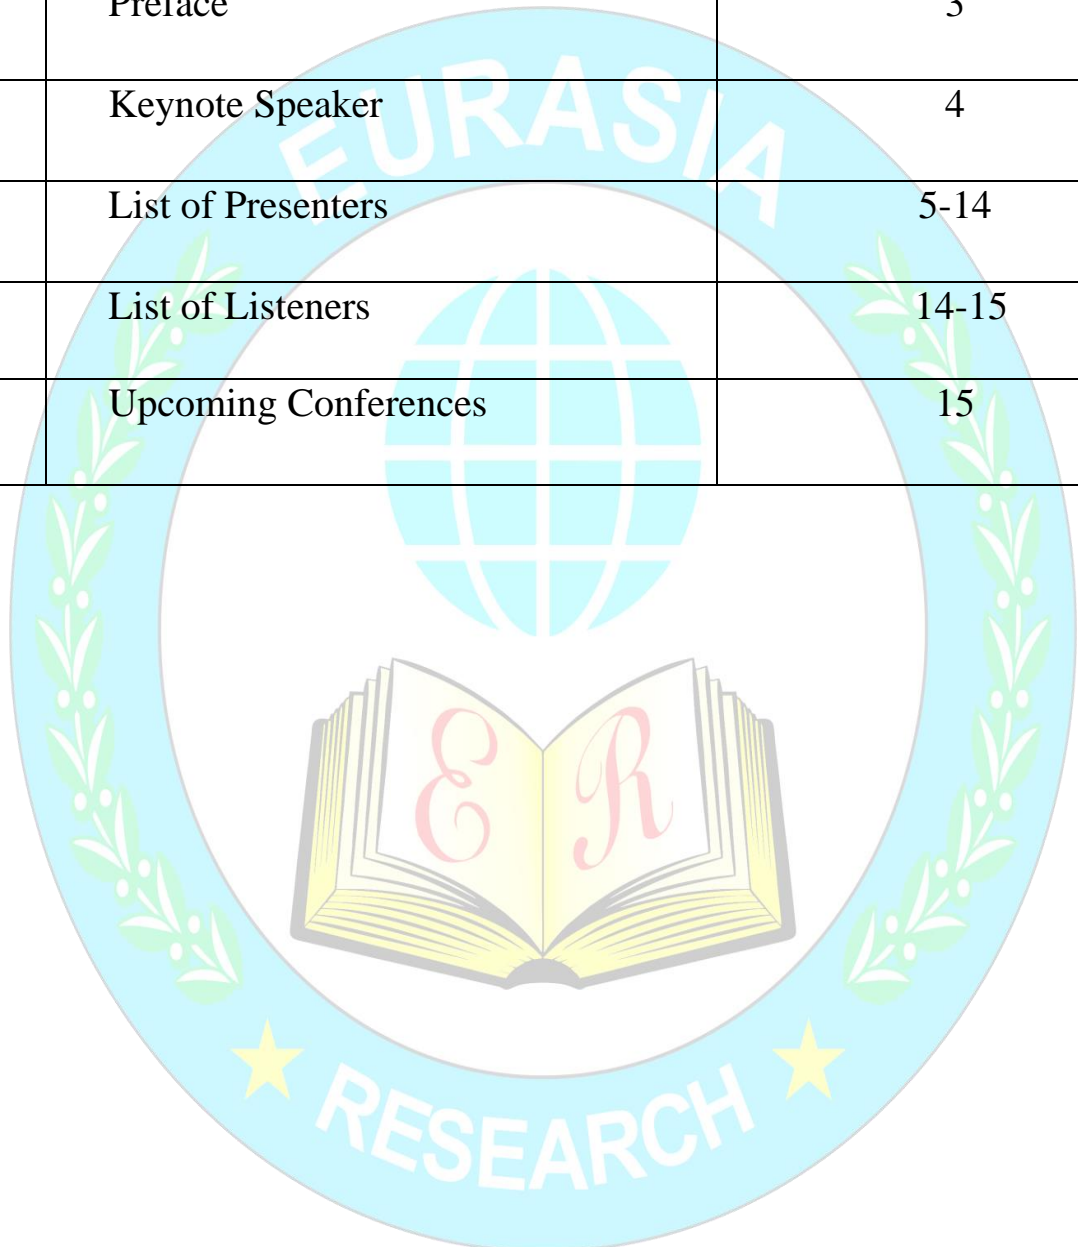 Preface 3
Keynote Speaker 4
List of Presenters 5-14
List of Listeners 14-15
Upcoming Conferences 15
EURASIA
E R
RESEARCH